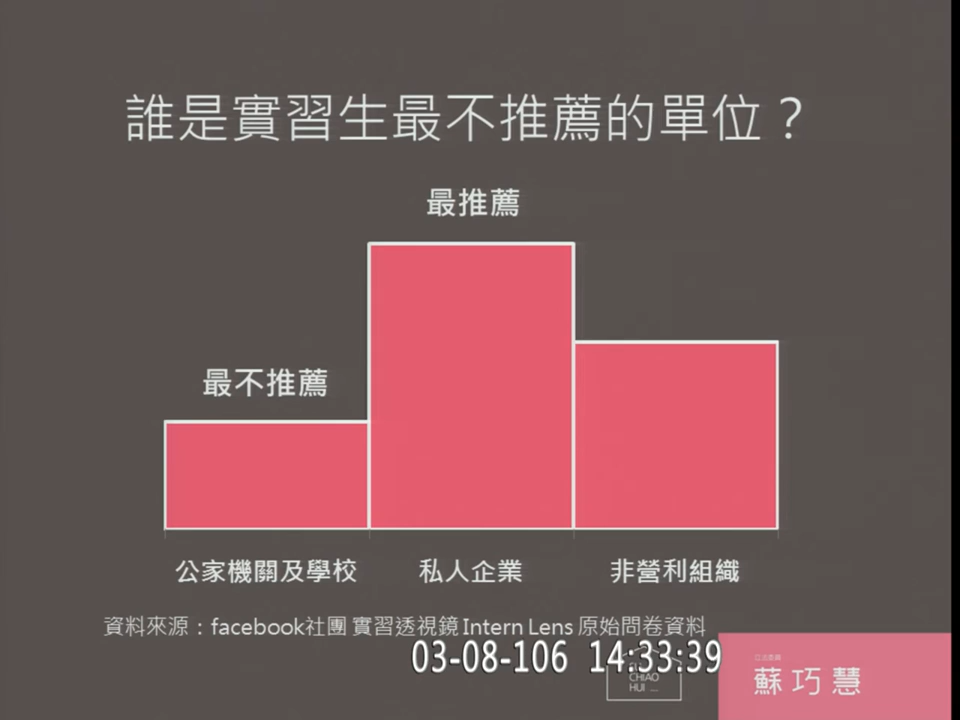 誰是實習生最不推薦的單位？
最推薦
最不推薦
公家機關及學校 私人企業 非營利組織
資料來源：facebook社團 實習透視鏡 Intern Lens 原始問卷資料
03-08-106 14:33:39
CHIAO
HUI
蘇巧慧